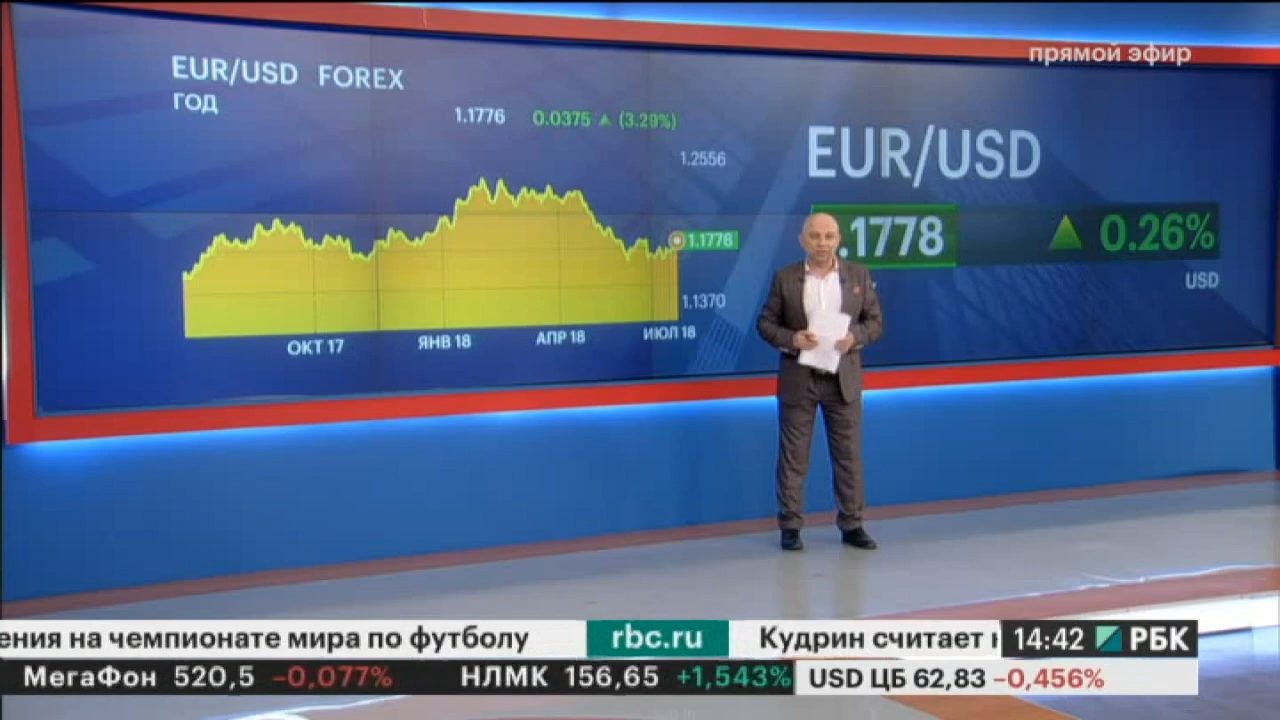 прямой эфир
EUR/USD FOREX
ГОД
1.1776 0.0375 ▲ (3.29%)
1.2556
1.1776
1.1370
ОКТ 17 ЯНВ 18 АПР 18 ИЮЛ 18
EUR/USD
.1778 ▲ 0.26%
USD
ения на чемпионате мира по футболу rbc.ru Кудрин считает 14:42 РБК
МегаФон 520,5 -0,077% НЛМК 156,65 +1,543% USD ЦБ 62,83 -0,456%